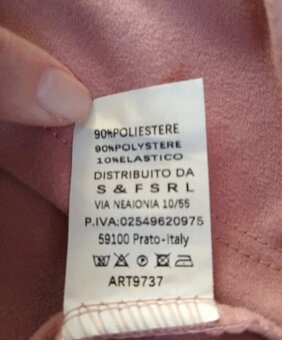 90%POLIESTERE
90%POLYSTERE
10%ELASTICO
DISTRIBUITO DA
S & F S R L
VIA NEAIONIA 10/55
P.IVA:02549620975
59100 Prato-Italy
ART9737